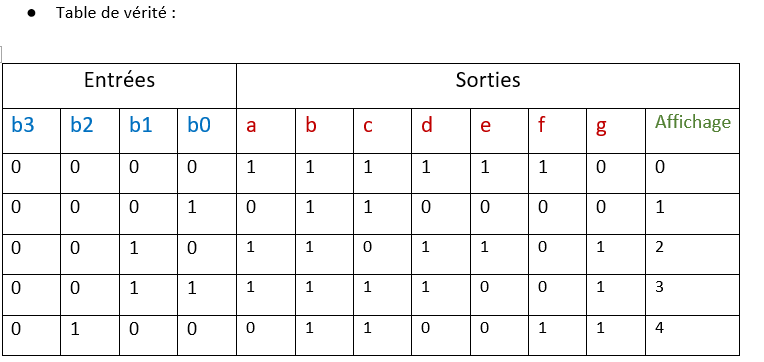 ● Table de vérité :
Entrées Sorties
b3 b2 b1 b0 a b c d e f g Affichage
0 0 0 0 1 1 1 1 1 1 0 0
0 0 0 1 0 1 1 0 0 0 0 1
0 0 1 0 1 1 0 1 1 0 1 2
0 0 1 1 1 1 1 1 0 0 1 3
0 1 0 0 0 1 1 0 0 1 1 4